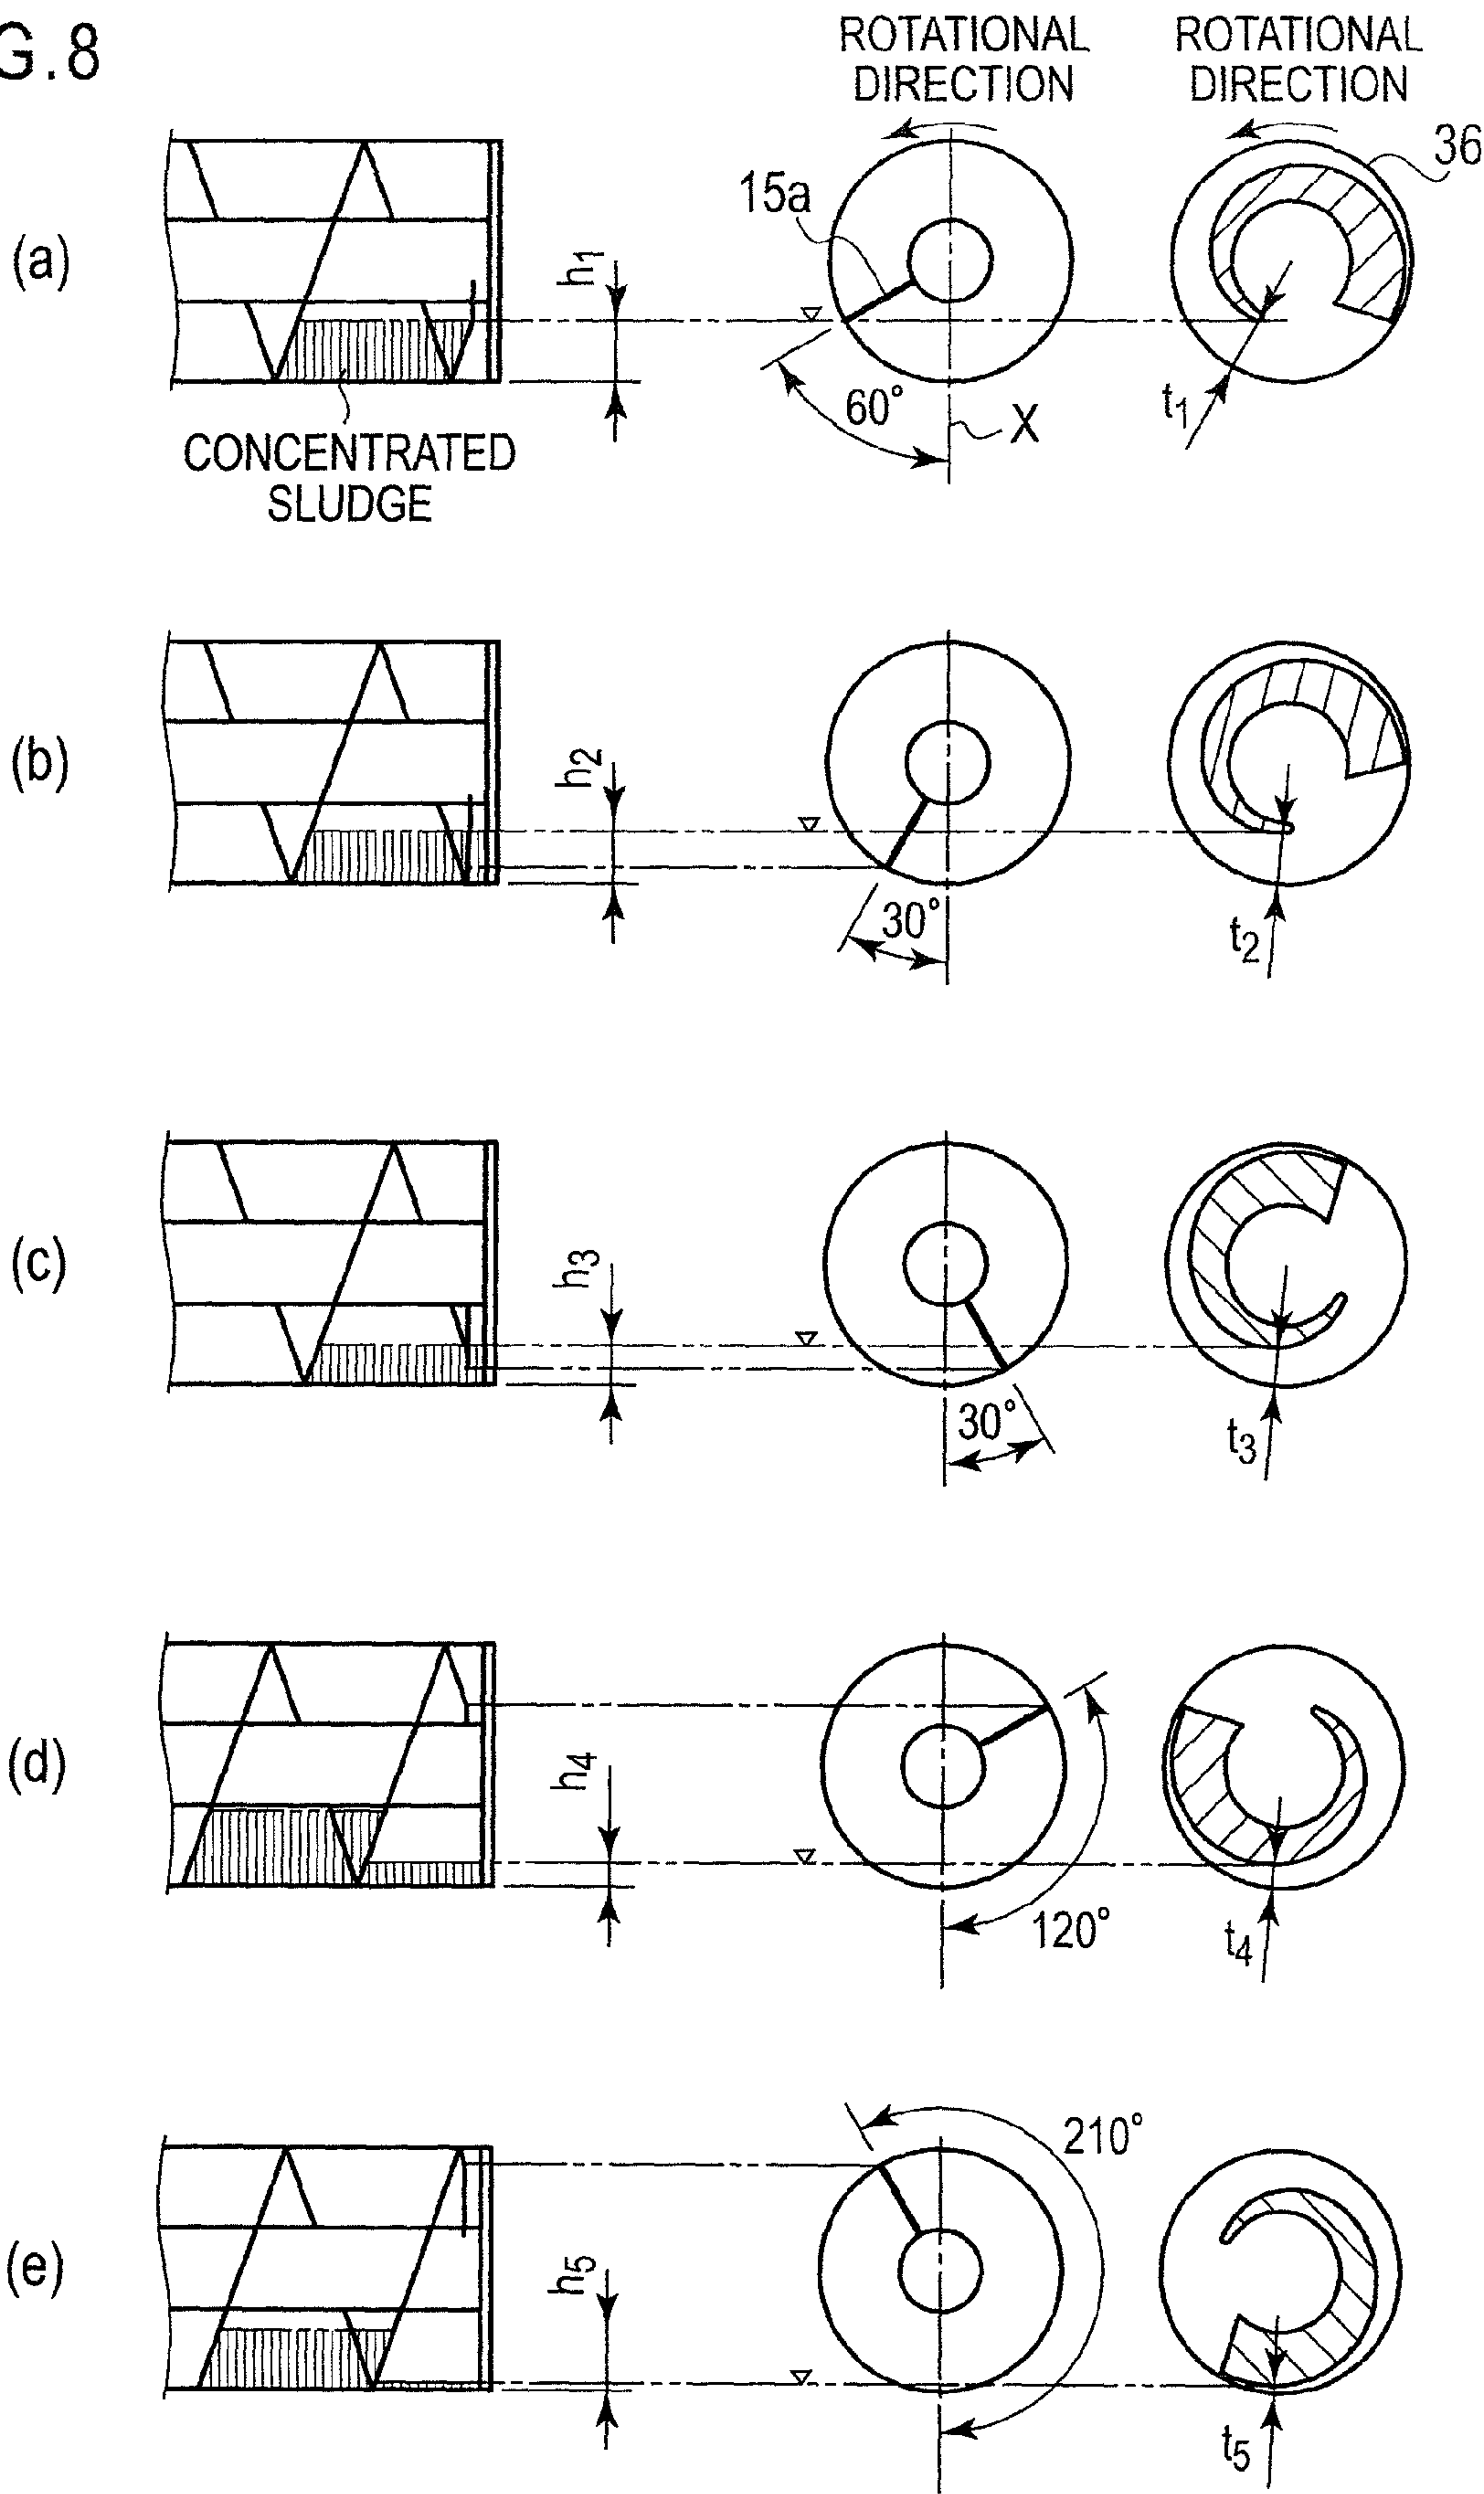 G.8
ROTATIONAL
DIRECTION
ROTATIONAL
DIRECTION
36
15a
(a)
h1
60°
X
t1
CONCENTRATED
SLUDGE
(b)
h2
30°
t2
(c)
h3
30°
t3
(d)
h4
120°
t4
(e)
h5
210°
t5